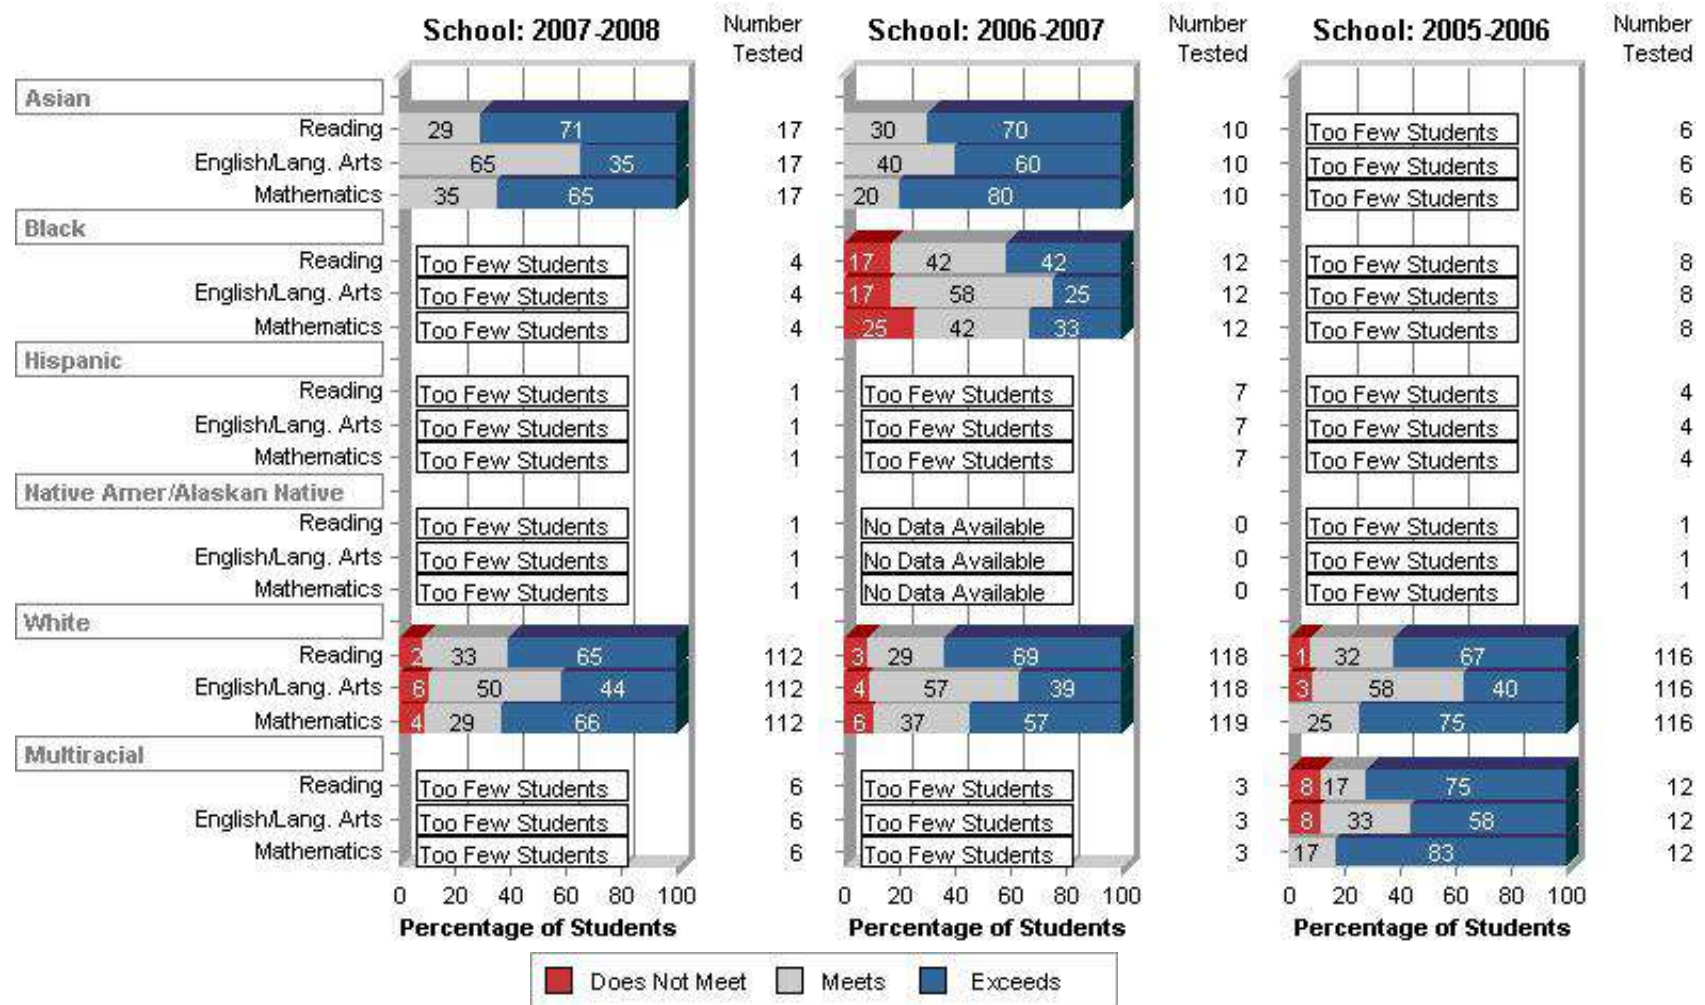 School: 2007-2008 Number Tested School: 2006-2007 Number Tested School: 2005-2006 Number Tested
Asian
Reading 29 71 17 30 70 10 Too Few Students 6
English/Lang. Arts 65 35 17 40 60 10 Too Few Students 6
Mathematics 35 65 17 20 80 10 Too Few Students 6
Black
Reading Too Few Students 4 17 42 42 12 Too Few Students 8
English/Lang. Arts Too Few Students 4 17 58 25 12 Too Few Students 8
Mathematics Too Few Students 4 25 42 33 12 Too Few Students 8
Hispanic
Reading Too Few Students 1 Too Few Students 7 Too Few Students 4
English/Lang. Arts Too Few Students 1 Too Few Students 7 Too Few Students 4
Mathematics Too Few Students 1 Too Few Students 7 Too Few Students 4
Native Amer/Alaskan Native
Reading Too Few Students 1 No Data Available 0 Too Few Students 1
English/Lang. Arts Too Few Students 1 No Data Available 0 Too Few Students 1
Mathematics Too Few Students 1 No Data Available 0 Too Few Students 1
White
Reading 2 33 65 112 3 29 69 118 1 32 67 116
English/Lang. Arts 6 50 44 112 4 57 39 118 3 58 40 116
Mathematics 4 29 66 112 6 37 57 119 25 75 116
Multiracial
Reading Too Few Students 6 Too Few Students 3 8 17 75 12
English/Lang. Arts Too Few Students 6 Too Few Students 3 8 33 58 12
Mathematics Too Few Students 6 Too Few Students 3 17 83 12
0 20 40 60 80 100 0 20 40 60 80 100 0 20 40 60 80 100
Percentage of Students Percentage of Students Percentage of Students
Does Not Meet Meets Exceeds